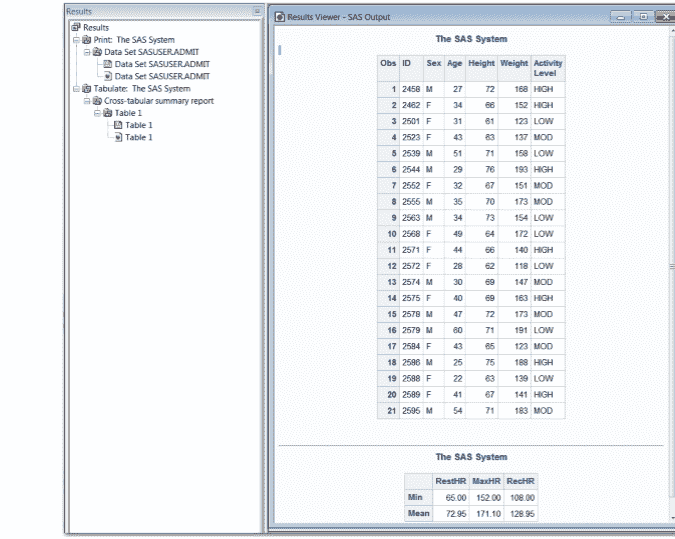 Results
Results
Print: The SAS System
Data Set SASUSER.ADMIT
Data Set SASUSER.ADMIT
Data Set SASUSER.ADMIT
Tabulate: The SAS System
Cross-tabular summary report
Table 1
Table 1
Table 1
Results Viewer - SAS Output
The SAS System
Obs ID Sex Age Height Weight Activity
Level
1 2458 M 27 72 168 HIGH
2 2462 F 34 66 152 HIGH
3 2501 F 31 61 123 LOW
4 2523 F 43 63 137 MOD
5 2539 M 51 71 158 LOW
6 2544 M 29 76 193 HIGH
7 2552 F 32 67 151 MOD
8 2555 M 35 70 173 MOD
9 2563 M 34 73 154 LOW
10 2568 F 49 64 172 LOW
11 2571 F 44 66 140 HIGH
12 2572 F 28 62 118 LOW
13 2574 M 30 69 147 MOD
14 2575 F 40 69 163 HIGH
15 2578 M 47 72 173 MOD
16 2579 M 60 71 191 LOW
17 2584 F 43 65 123 MOD
18 2586 M 25 75 188 HIGH
19 2588 F 22 63 139 LOW
20 2589 F 41 67 141 HIGH
21 2595 M 54 71 183 MOD
The SAS System
RestHR MaxHR RecHR
Min 65.00 152.00 108.00
Mean 72.95 171.10 128.95